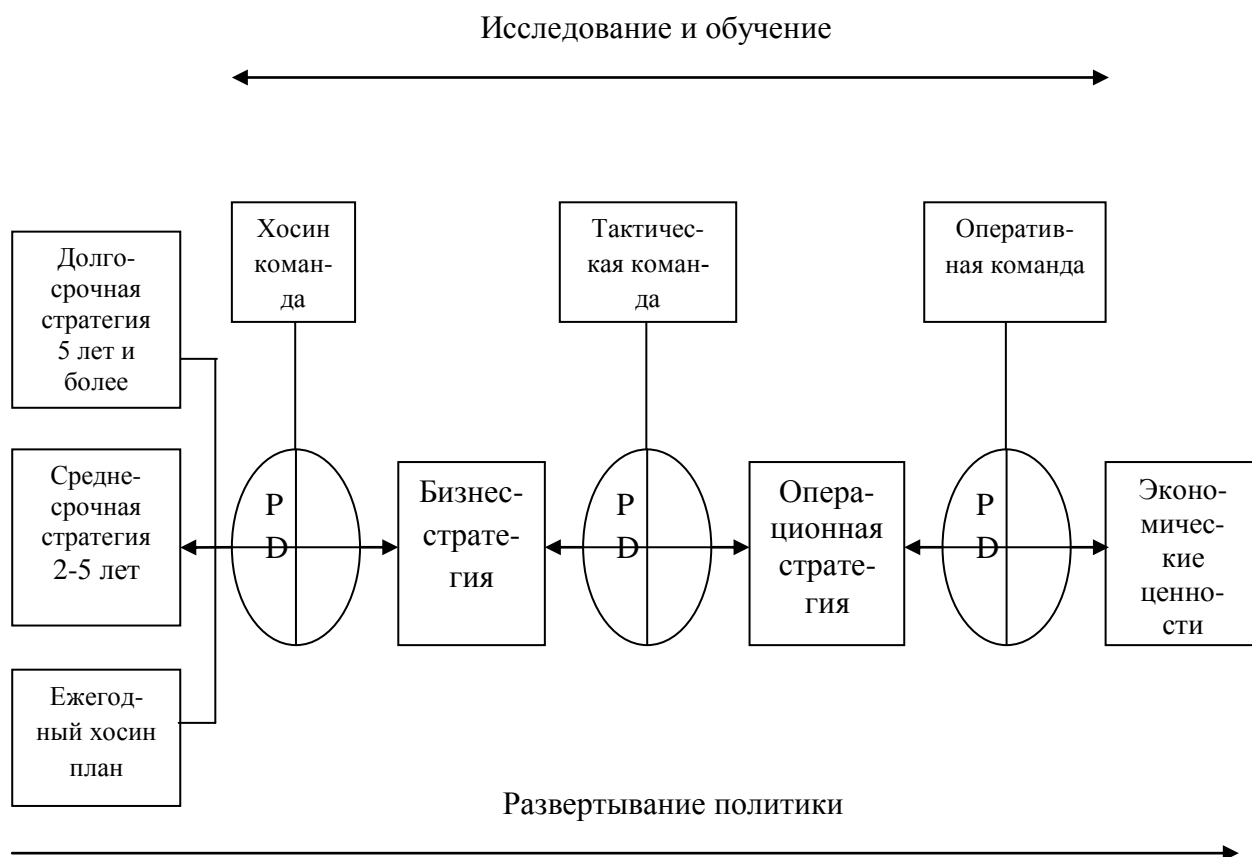 Исследование и обучение
Хосин
коман-
да
Тактичес-
кая коман-
да
Оператив-
ная команда
Долго-
срочная
стратегия
5 лет и
более
Средне-
срочная
стратегия
2-5 лет
Ежегод-
ный хосин
план
P
D
Бизнес-
страте-
гия
P
D
Опера-
ционная
страте-
гия
P
D
Эконо-
мичес-
кие
ценно-
сти
Развертывание политики